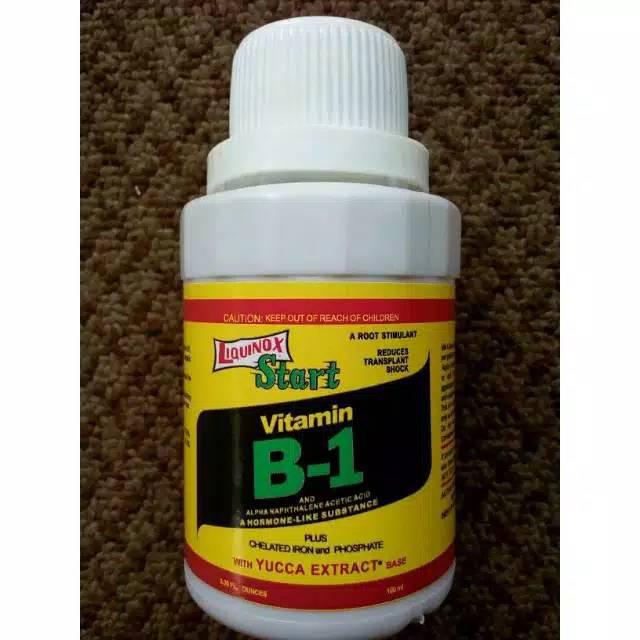 CAUTION: KEEP OUT OF REACH OF CHILDREN
LIQUINOX
Start
A ROOT STIMULANT
REDUCES
TRANSPLANT
SHOCK
Vitamin
B-1
AND
ALPHA NAPHTHALENE ACETIC ACID
A HORMONE-LIKE SUBSTANCE
PLUS
CHELATED IRON and PHOSPHATE
WITH YUCCA EXTRACT* BASE
OUNCES
100 ml